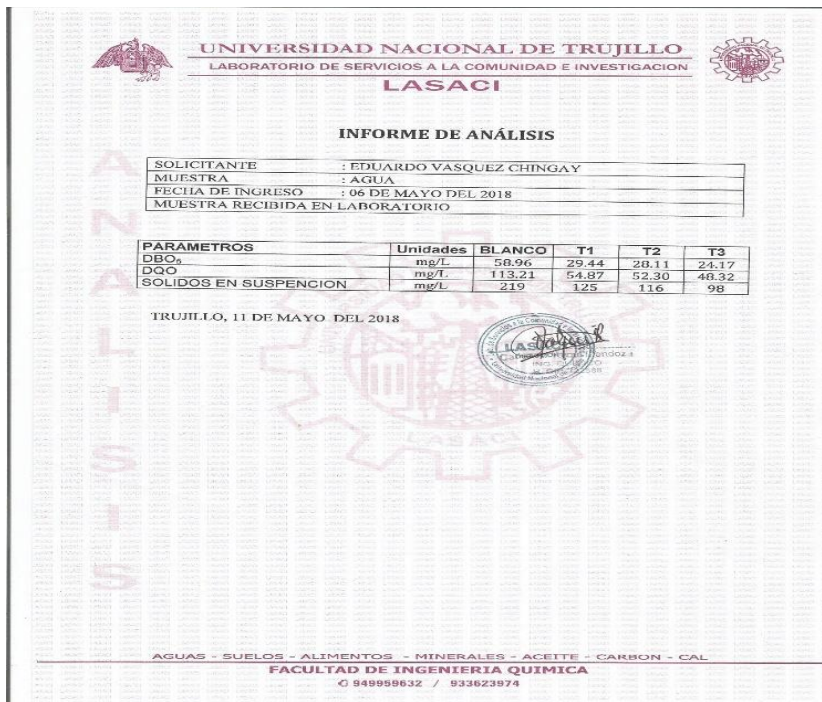 UNIVERSIDAD NACIONAL DE TRUJILLO
LABORATORIO DE SERVICIOS A LA COMUNIDAD E INVESTIGACION
LASACI
INFORME DE ANÁLISIS
SOLICITANTE : EDUARDO VASQUEZ CHINGAY
MUESTRA : AGUA
FECHA DE INGRESO : 06 DE MAYO DEL 2018
MUESTRA RECIBIDA EN LABORATORIO
PARAMETROS Unidades BLANCO T1 T2 T3
DBO₅ mg/L 58.96 29.44 28.11 24.17
DQO mg/L 113.21 54.87 52.30 48.32
SOLIDOS EN SUSPENCION mg/L 219 125 116 98
TRUJILLO, 11 DE MAYO DEL 2018
ANALISIS
LASACI
AGUAS - SUELOS - ALIMENTOS - MINERALES - ACEITE - CARBON - CAL
FACULTAD DE INGENIERIA QUIMICA
949959632 / 933623974